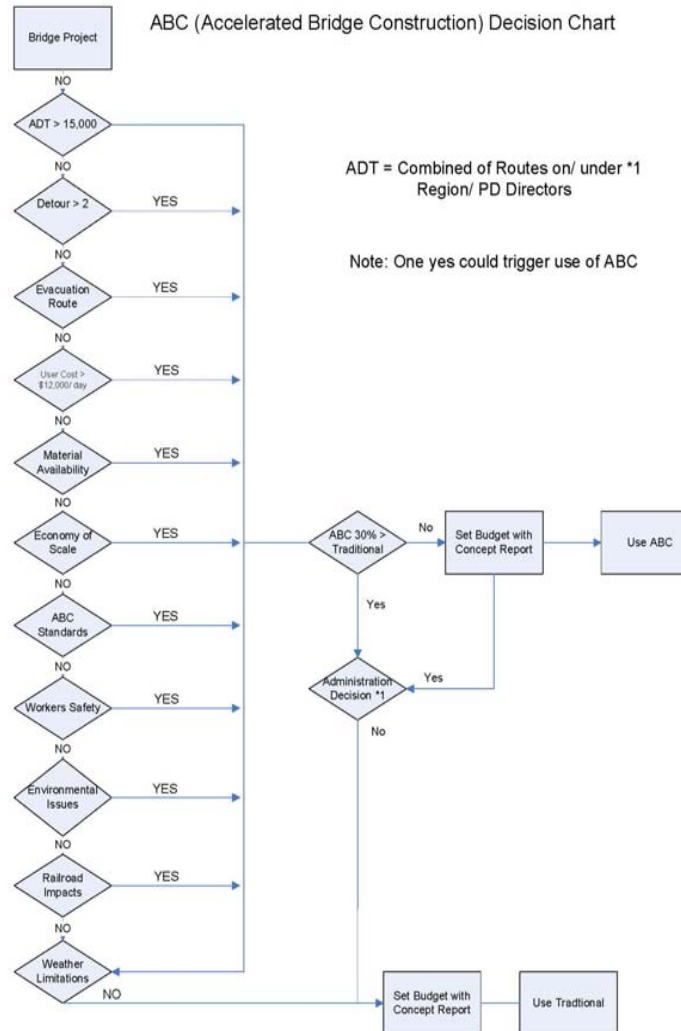 ABC (Accelerated Bridge Construction) Decision Chart
Bridge Project
NO
ADT > 15,000
ADT = Combined of Routes on/ under *1
Region/ PD Directors
NO
Detour > 2
YES
Note: One yes could trigger use of ABC
NO
Evacuation
Route
YES
NO
User Cost >
$12,000/ day
YES
NO
Material
Availability
YES
NO
Economy of
Scale
YES
ABC 30% >
Traditional
No
Set Budget with
Concept Report
Use ABC
NO
ABC
Standards
YES
Yes
NO
Workers Safety
YES
Administration
Decision *1
Yes
No
NO
Environmental
Issues
YES
NO
Railroad
Impacts
YES
NO
Weather
Limitations
NO
Set Budget with
Concept Report
Use Tradtional